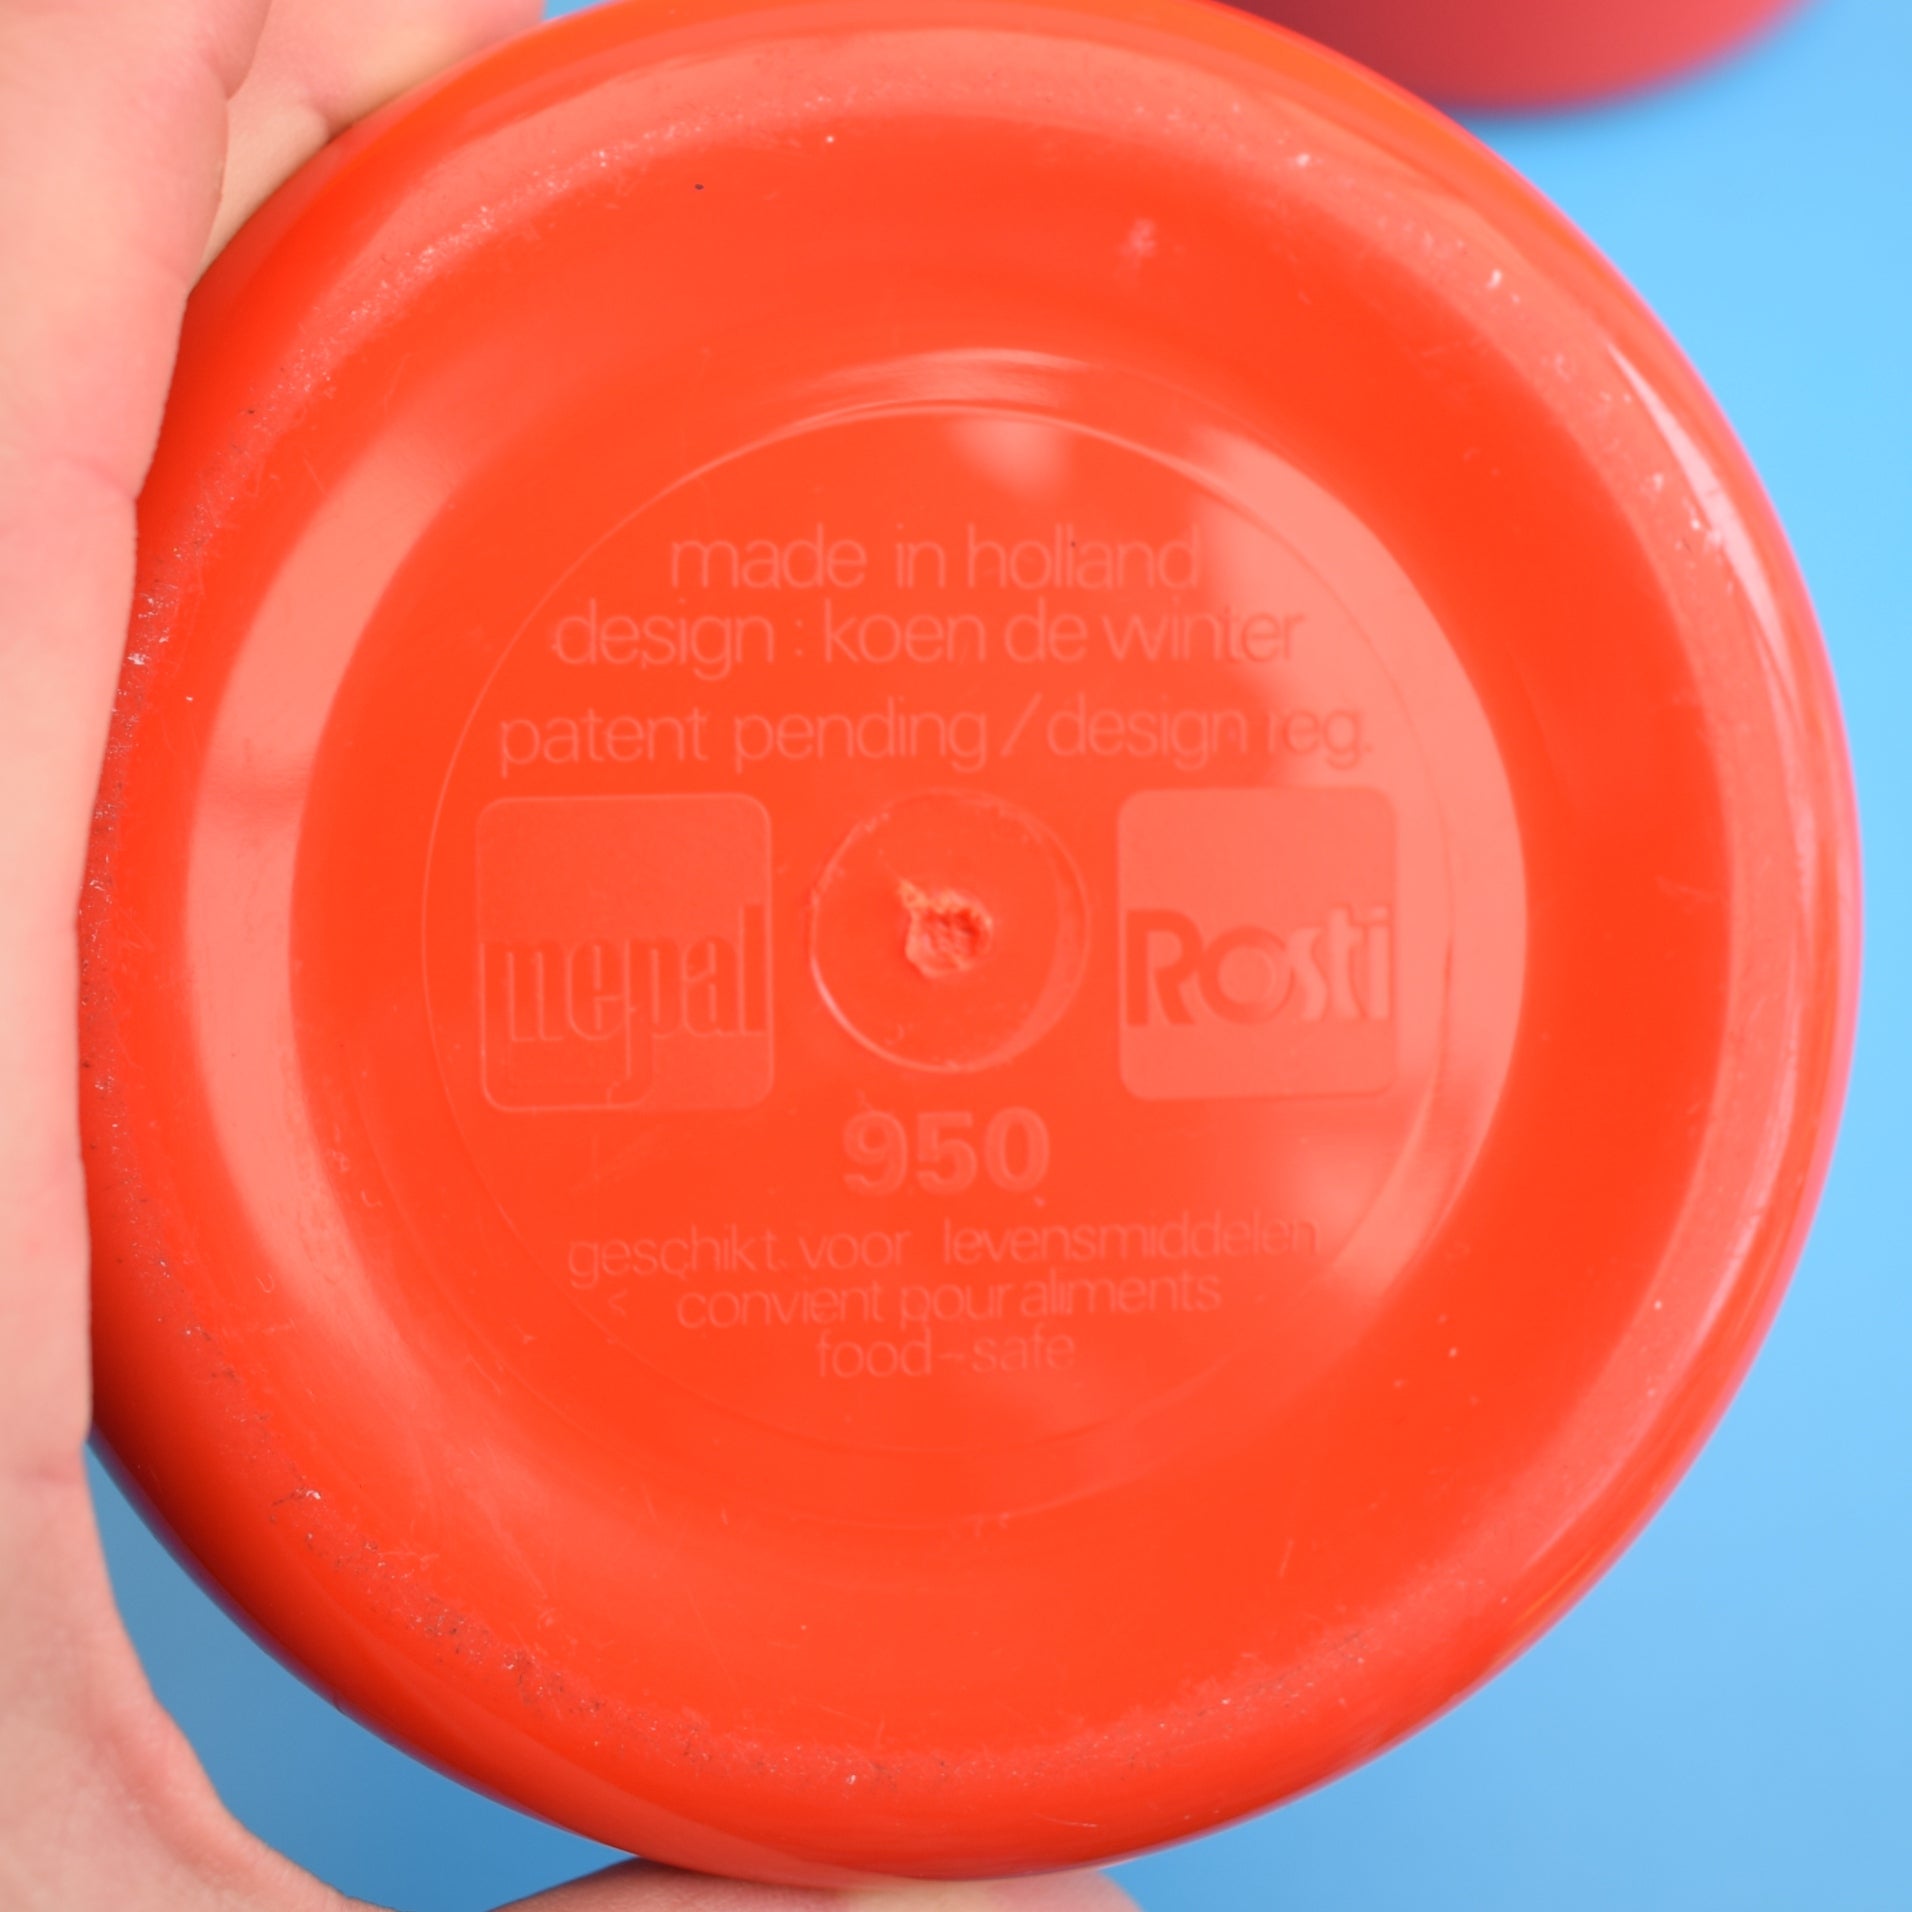 made in holland
design : koen de winter
patent pending / design reg.
mepal
Rosti
950
geschikt voor levensmiddelen
convient pour aliments
food-safe